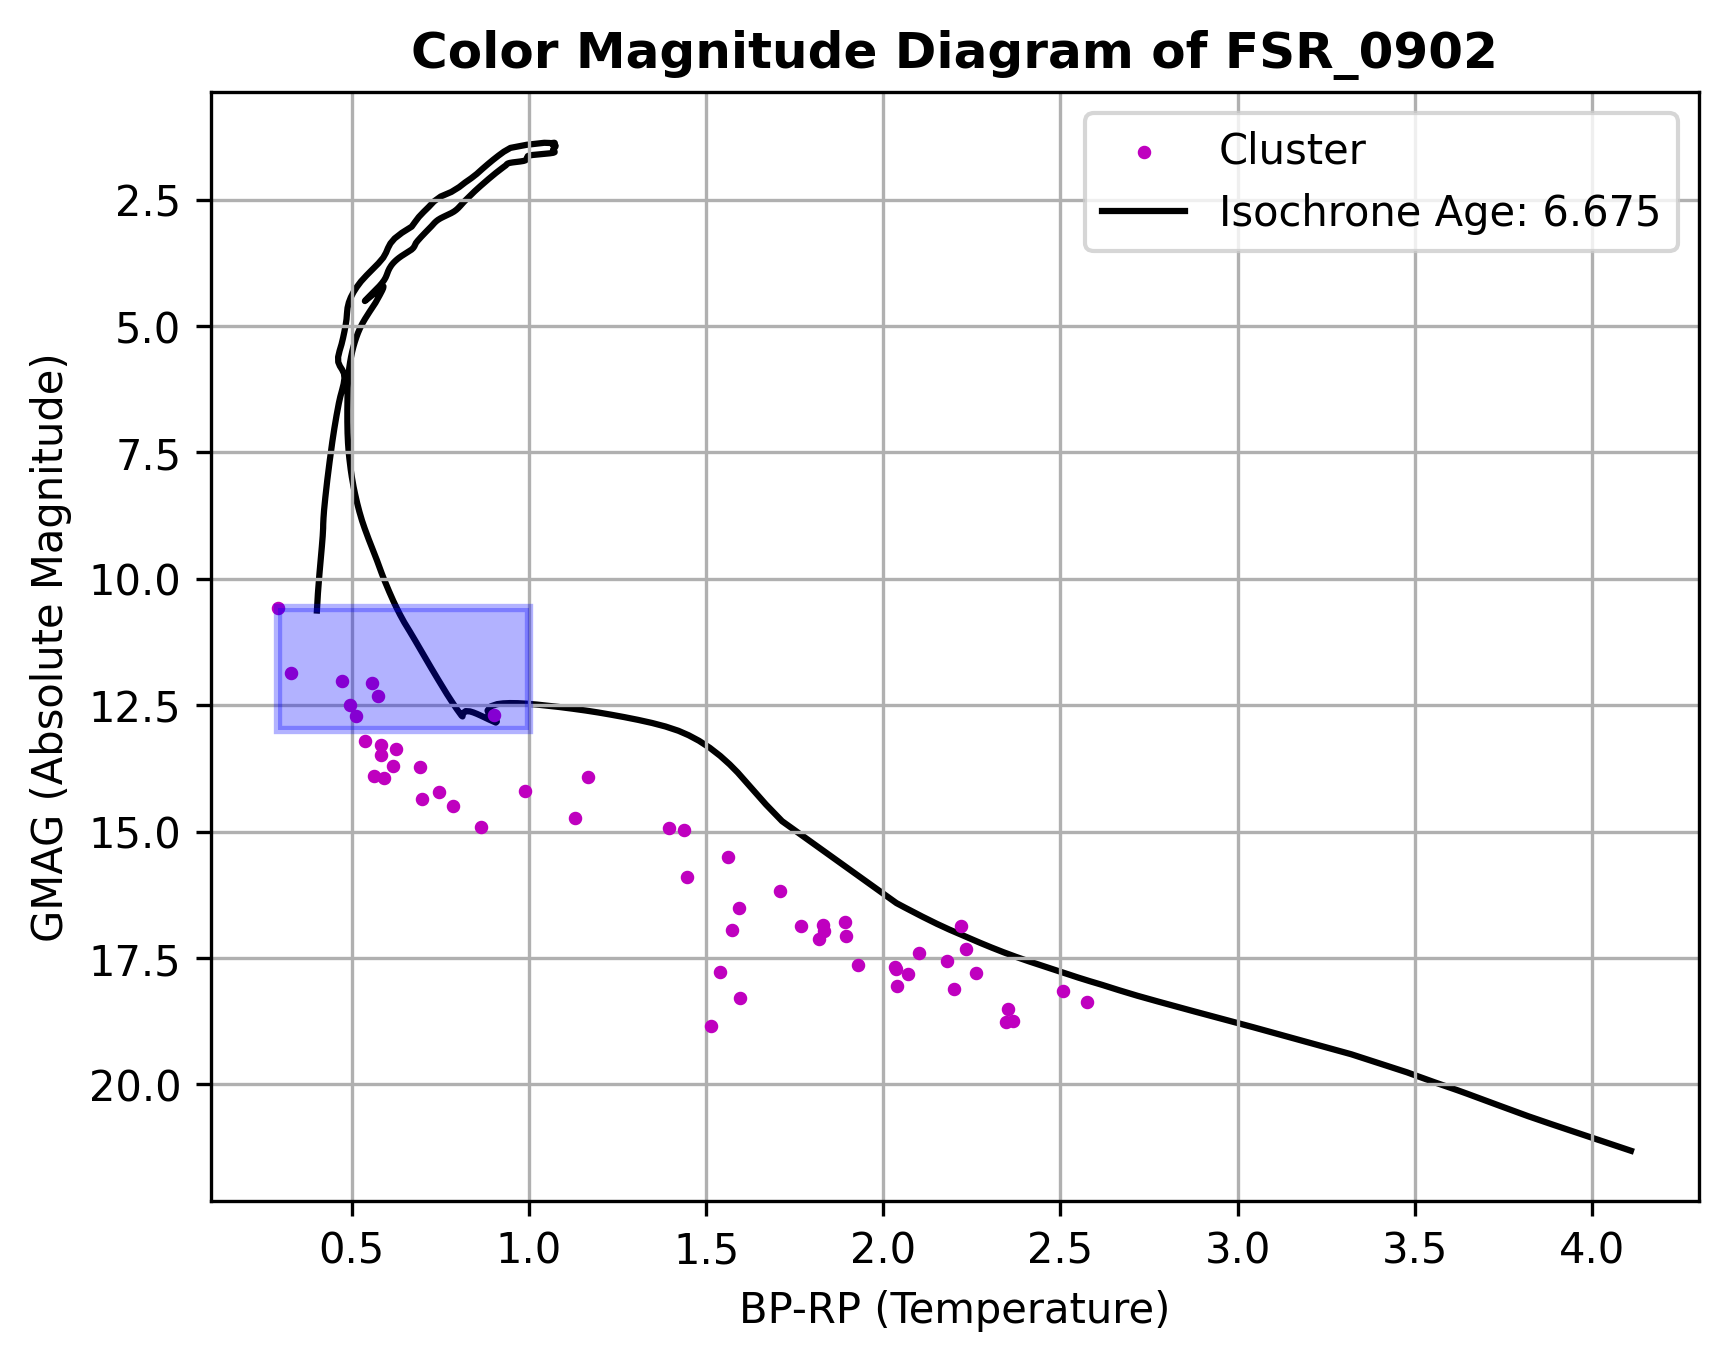 Color Magnitude Diagram of FSR_0902
Cluster
Isochrone Age: 6.675
GMAG (Absolute Magnitude)
2.5
5.0
7.5
10.0
12.5
15.0
17.5
20.0
0.5 1.0 1.5 2.0 2.5 3.0 3.5 4.0
BP-RP (Temperature)